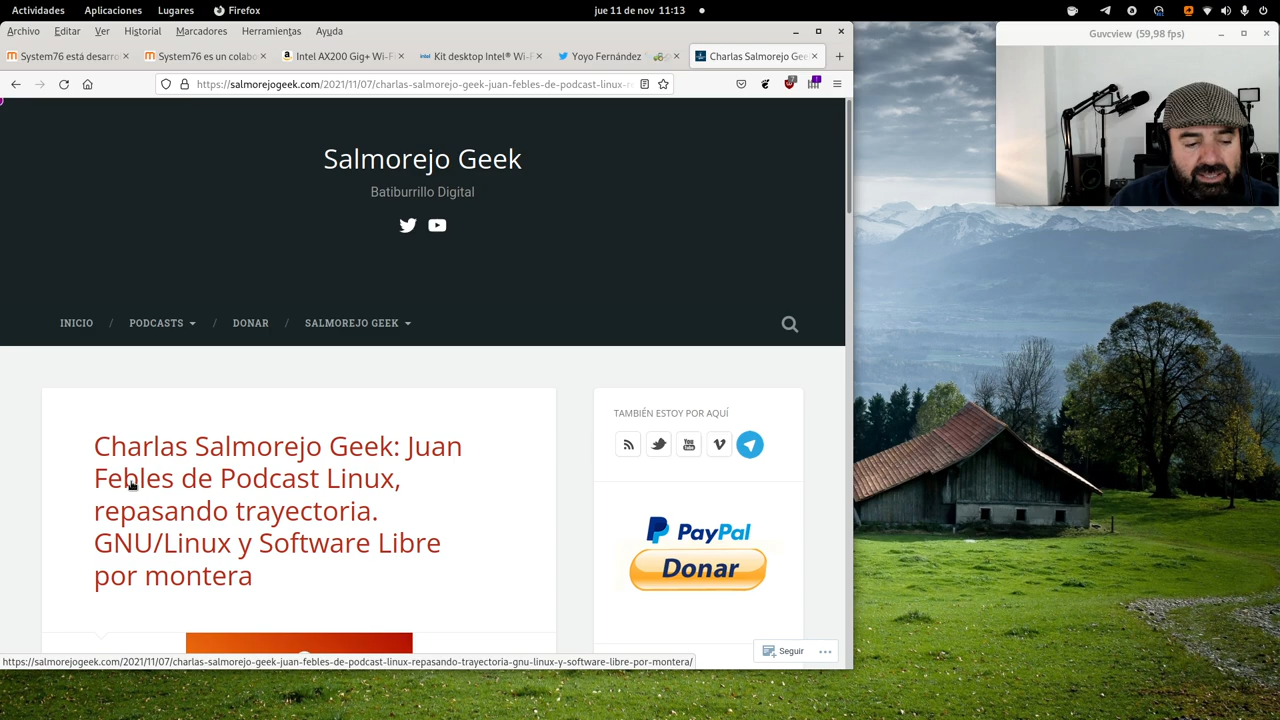 Actividades Aplicaciones Lugares Firefox jue 11 de nov 11:13
Archivo Editar Ver Historial Marcadores Herramientas Ayuda
Guvcview (59,98 fps)
System76 está desarro System76 es un colabo Intel AX200 Gig+ Wi-F Kit desktop Intel® Wi-F Yoyo Fernández Charlas Salmorejo Gee
https://salmorejogeek.com/2021/11/07/charlas-salmorejo-geek-juan-febles-de-podcast-linux-r
Salmorejo Geek
Batiburrillo Digital
INICIO / PODCASTS / DONAR / SALMOREJO GEEK
TAMBIÉN ESTOY POR AQUÍ
You
Tube
Charlas Salmorejo Geek: Juan
Febles de Podcast Linux,
repasando trayectoria.
GNU/Linux y Software Libre
por montera
PayPal
Donar
Seguir
https://salmorejogeek.com/2021/11/07/charlas-salmorejo-geek-juan-febles-de-podcast-linux-repasando-trayectoria-gnu-linux-y-software-libre-por-montera/